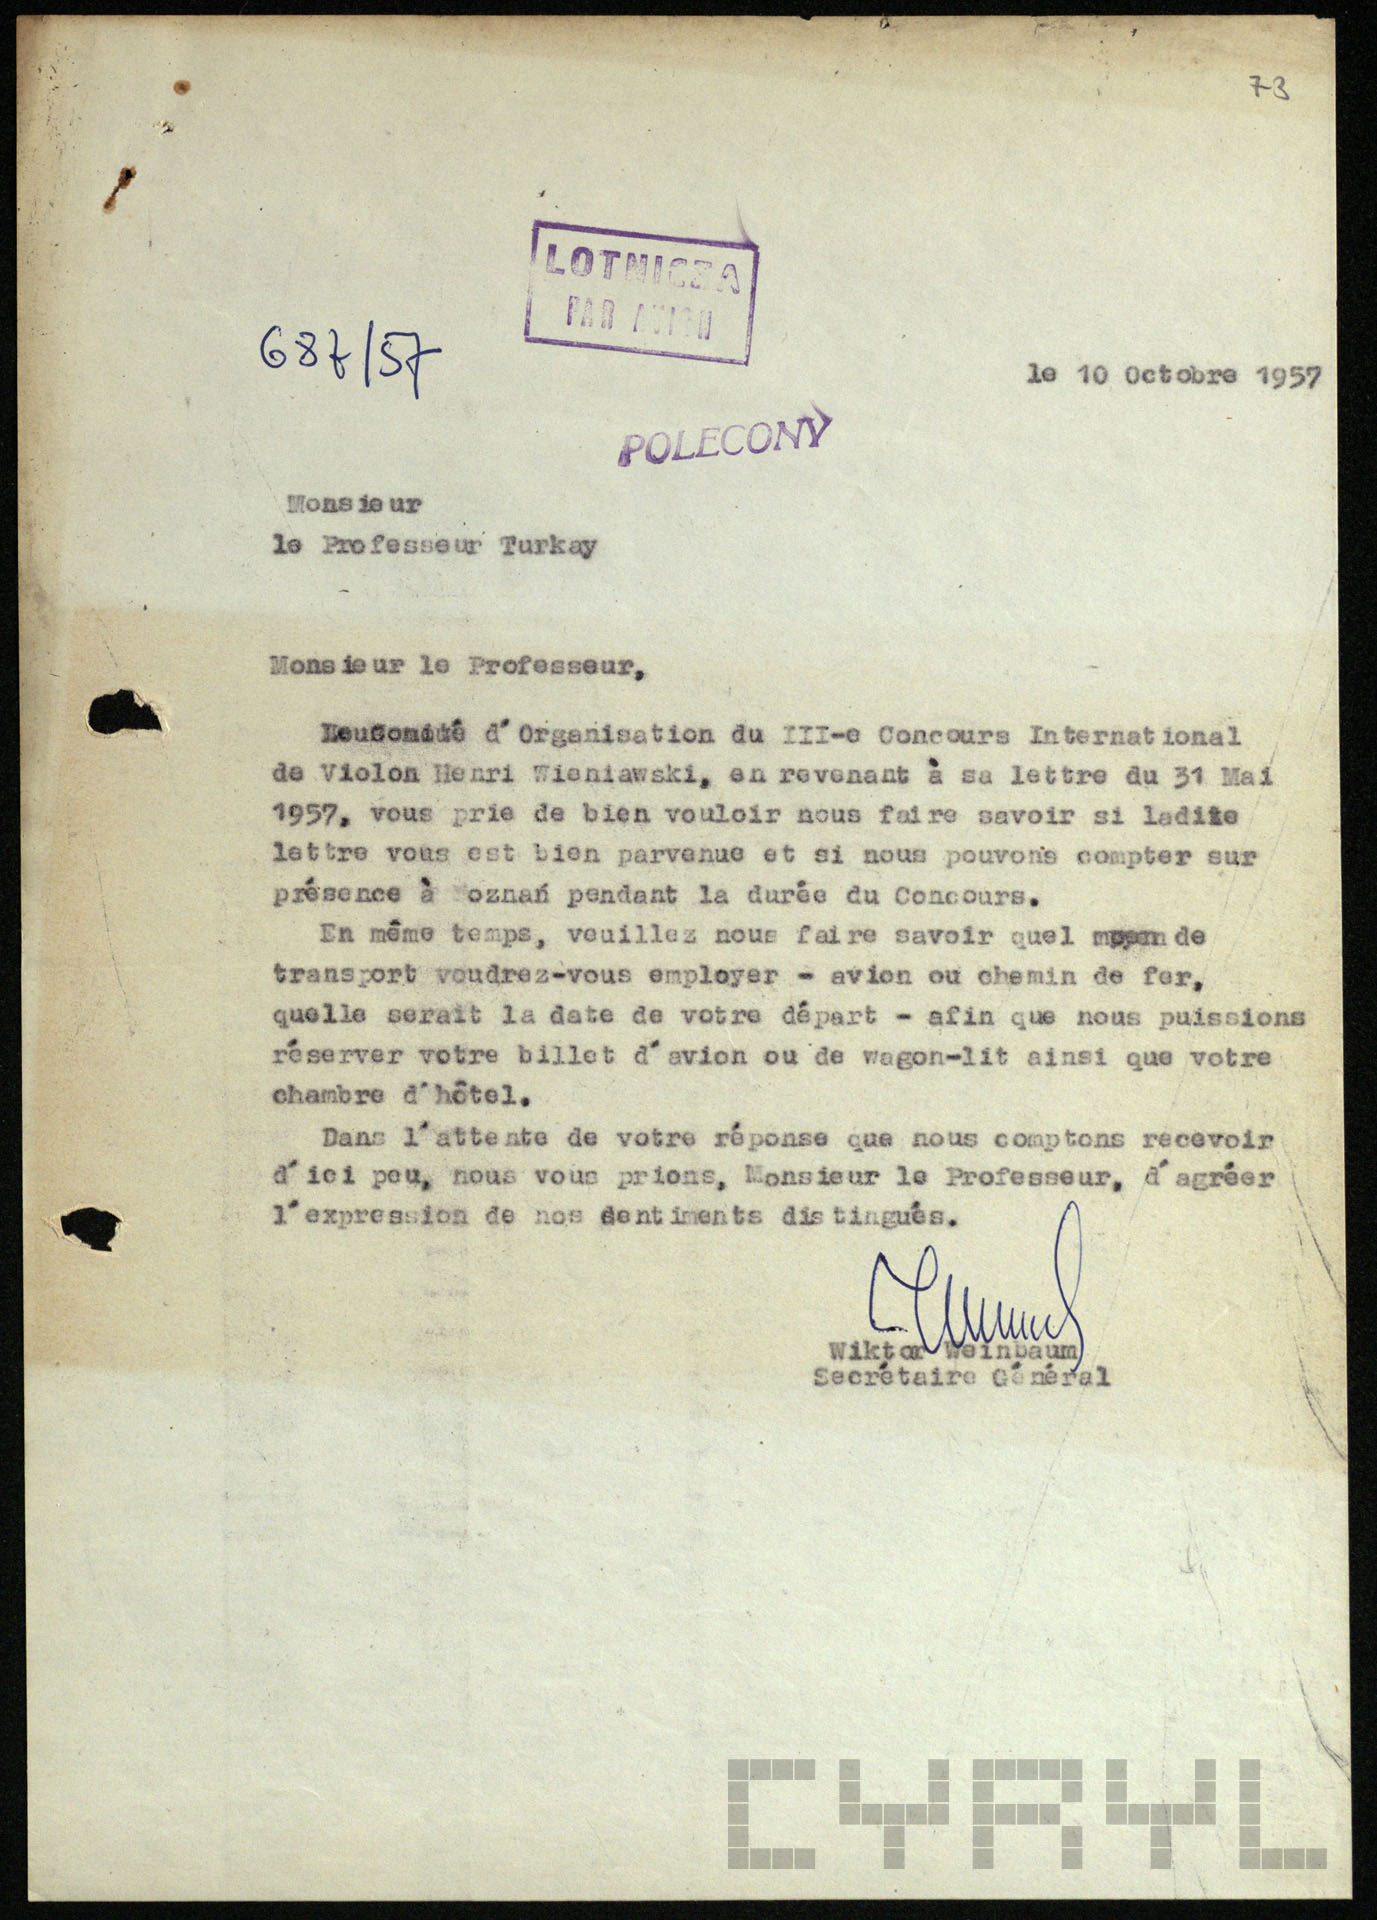 73
LOTNICZA
PAR AVION
687/57
le 10 Octobre 1957
POLECONY
Monsieur
le Professeur Turkay
Monsieur le Professeur,
d'Organisation du III-e Concours International
de Violon Henri Wieniawski, en revenant à sa lettre du 31 Mai
1957, vous prie de bien vouloir nous faire savoir si ladite
lettre vous est bien parvenue et si nous pouvons compter sur
présence à Poznań pendant la durée du Concours.
En même temps, veuillez nous faire savoir quel moyen de
transport voudrez-vous employer - avion ou chemin de fer,
quelle serait la date de votre départ - afin que nous puissions
réserver votre billet d'avion ou de wagon-lit ainsi que votre
chambre d'hôtel.
Dans l'attente de votre réponse que nous comptons recevoir
d'ici peu, nous vous prions, Monsieur le Professeur, d'agréer
l'expression de nos sentiments distingués.
Wiktor Weinbaum
Secrétaire Général
CYRYL